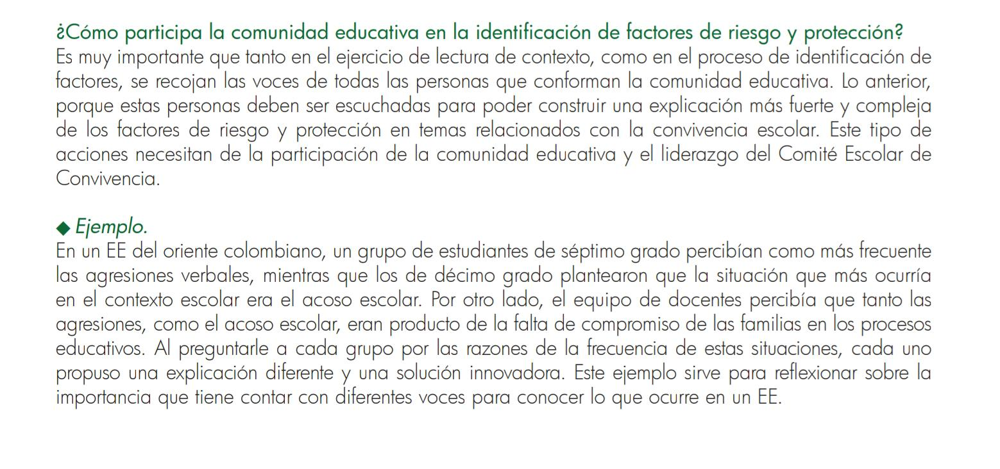 ¿Cómo participa la comunidad educativa en la identificación de factores de riesgo y protección?
Es muy importante que tanto en el ejercicio de lectura de contexto, como en el proceso de identificación de
factores, se recojan las voces de todas las personas que conforman la comunidad educativa. Lo anterior,
porque estas personas deben ser escuchadas para poder construir una explicación más fuerte y compleja
de los factores de riesgo y protección en temas relacionados con la convivencia escolar. Este tipo de
acciones necesitan de la participación de la comunidad educativa y el liderazgo del Comité Escolar de
Convivencia.
◆ Ejemplo.
En un EE del oriente colombiano, un grupo de estudiantes de séptimo grado percibían como más frecuente
las agresiones verbales, mientras que los de décimo grado plantearon que la situación que más ocurría
en el contexto escolar era el acoso escolar. Por otro lado, el equipo de docentes percibía que tanto las
agresiones, como el acoso escolar, eran producto de la falta de compromiso de las familias en los procesos
educativos. Al preguntarle a cada grupo por las razones de la frecuencia de estas situaciones, cada uno
propuso una explicación diferente y una solución innovadora. Este ejemplo sirve para reflexionar sobre la
importancia que tiene contar con diferentes voces para conocer lo que ocurre en un EE.